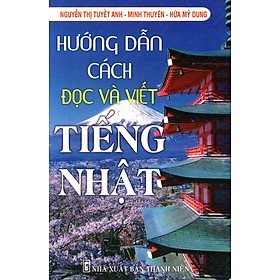 NGUYỄN THỊ TUYẾT ANH - MINH THUYÊN - HỨA MỸ DUNG
HƯỚNG DẪN
CÁCH
ĐỌC VÀ VIẾT
TIẾNG
NHẬT
NHÀ XUẤT BẢN THANH NIÊN